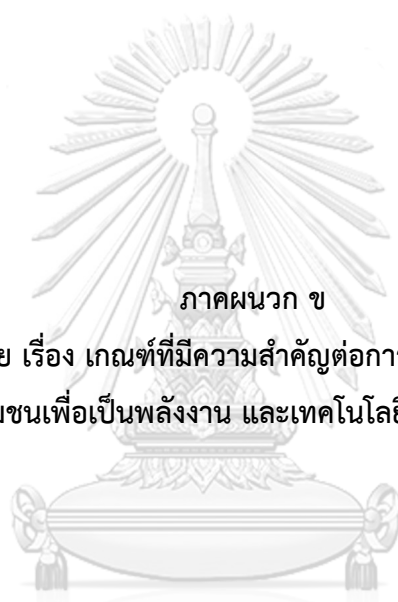 ภาคผนวก ข
ย เรื่อง เกณฑ์ที่มีความสำคัญต่อการ
มชนเพื่อเป็นพลังงาน และเทคโนโลยี